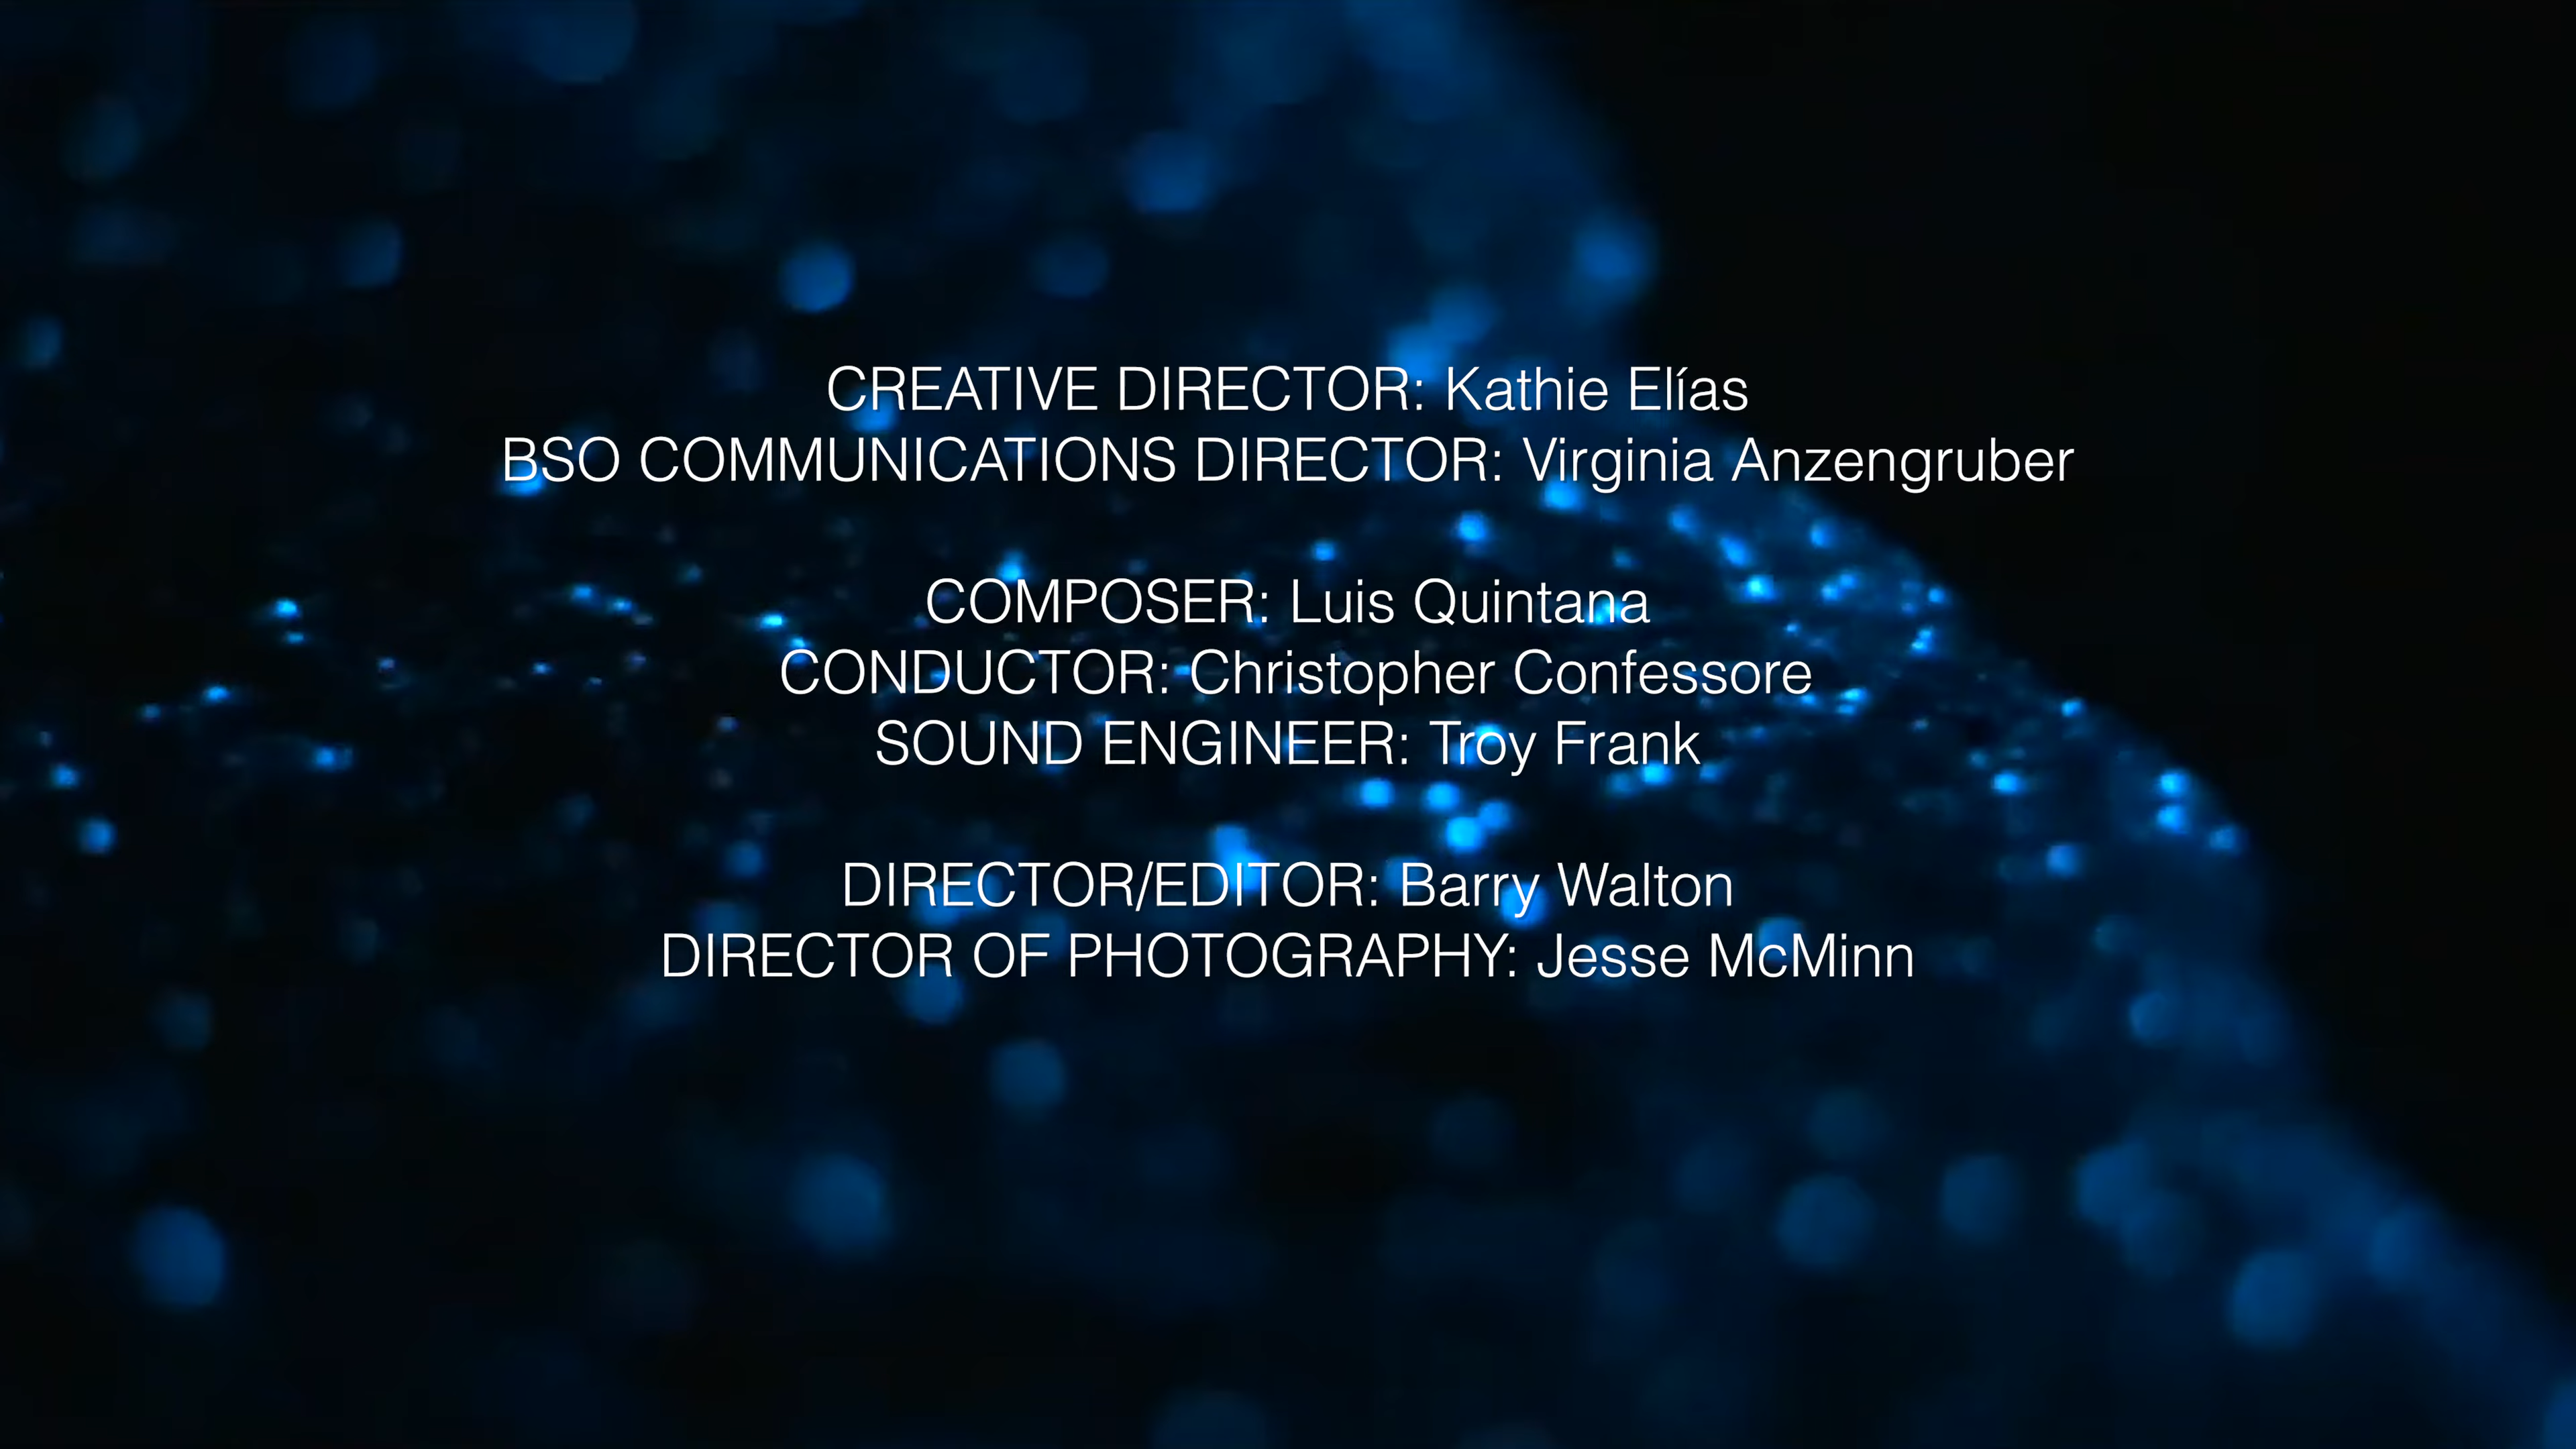 CREATIVE DIRECTOR: Kathie Elías
BSO COMMUNICATIONS DIRECTOR: Virginia Anzengruber
COMPOSER: Luis Quintana
CONDUCTOR: Christopher Confessore
SOUND ENGINEER: Troy Frank
DIRECTOR/EDITOR: Barry Walton
DIRECTOR OF PHOTOGRAPHY: Jesse McMinn